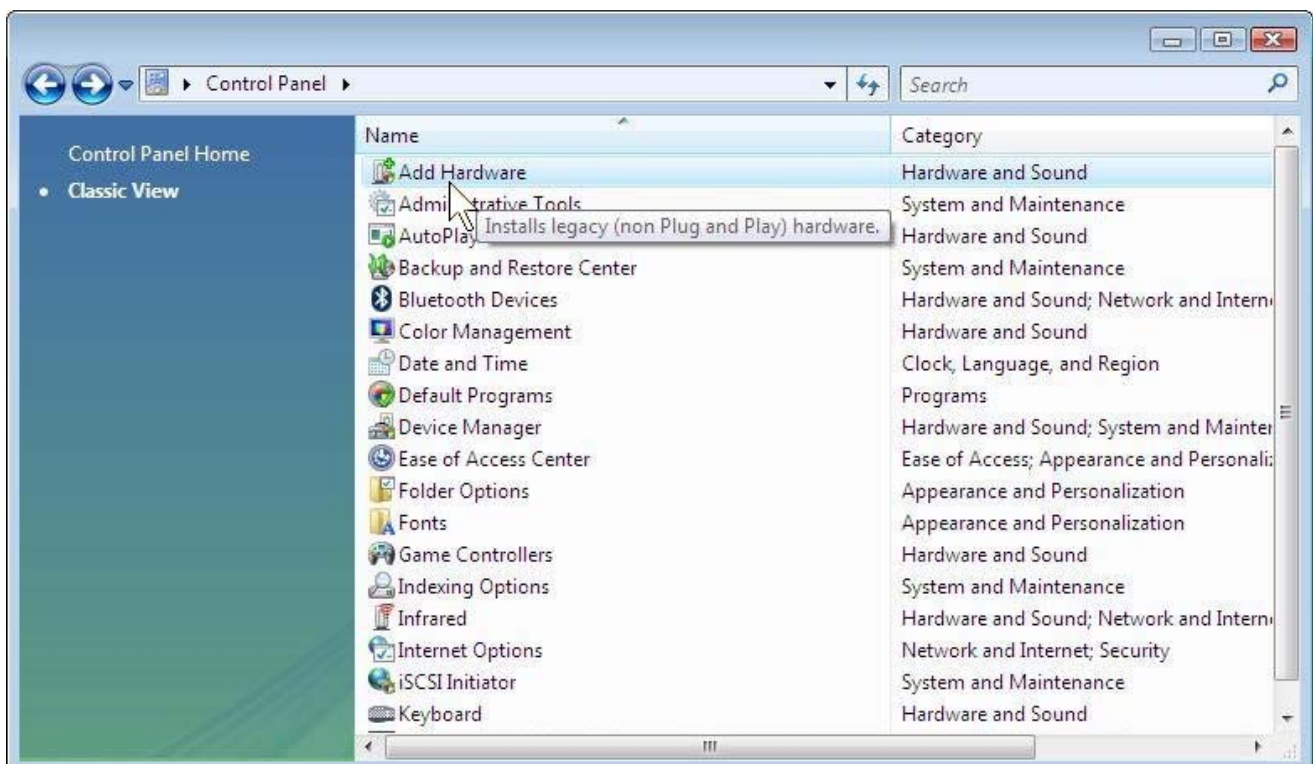 Control Panel
Search
Control Panel Home
Classic View
Name Category
Add Hardware Hardware and Sound
Administrative Tools System and Maintenance
Installs legacy (non Plug and Play) hardware.
AutoPlay Hardware and Sound
Backup and Restore Center System and Maintenance
Bluetooth Devices Hardware and Sound; Network and Intern
Color Management Hardware and Sound
Date and Time Clock, Language, and Region
Default Programs Programs
Device Manager Hardware and Sound; System and Mainten
Ease of Access Center Ease of Access; Appearance and Personali
Folder Options Appearance and Personalization
Fonts Appearance and Personalization
Game Controllers Hardware and Sound
Indexing Options System and Maintenance
Infrared Hardware and Sound; Network and Intern
Internet Options Network and Internet; Security
iSCSI Initiator System and Maintenance
Keyboard Hardware and Sound